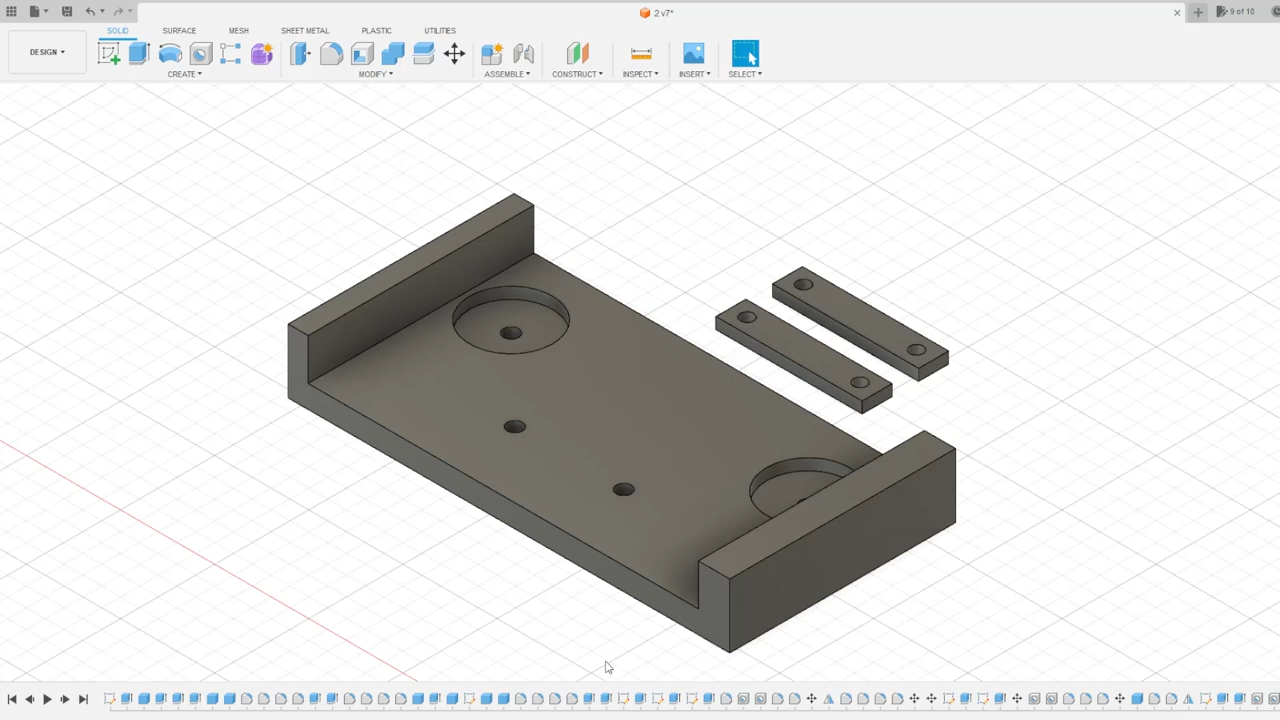 2 v7*
9 of 10
SOLID SURFACE MESH SHEET METAL PLASTIC UTILITIES
DESIGN
CREATE MODIFY ASSEMBLE CONSTRUCT INSPECT INSERT SELECT